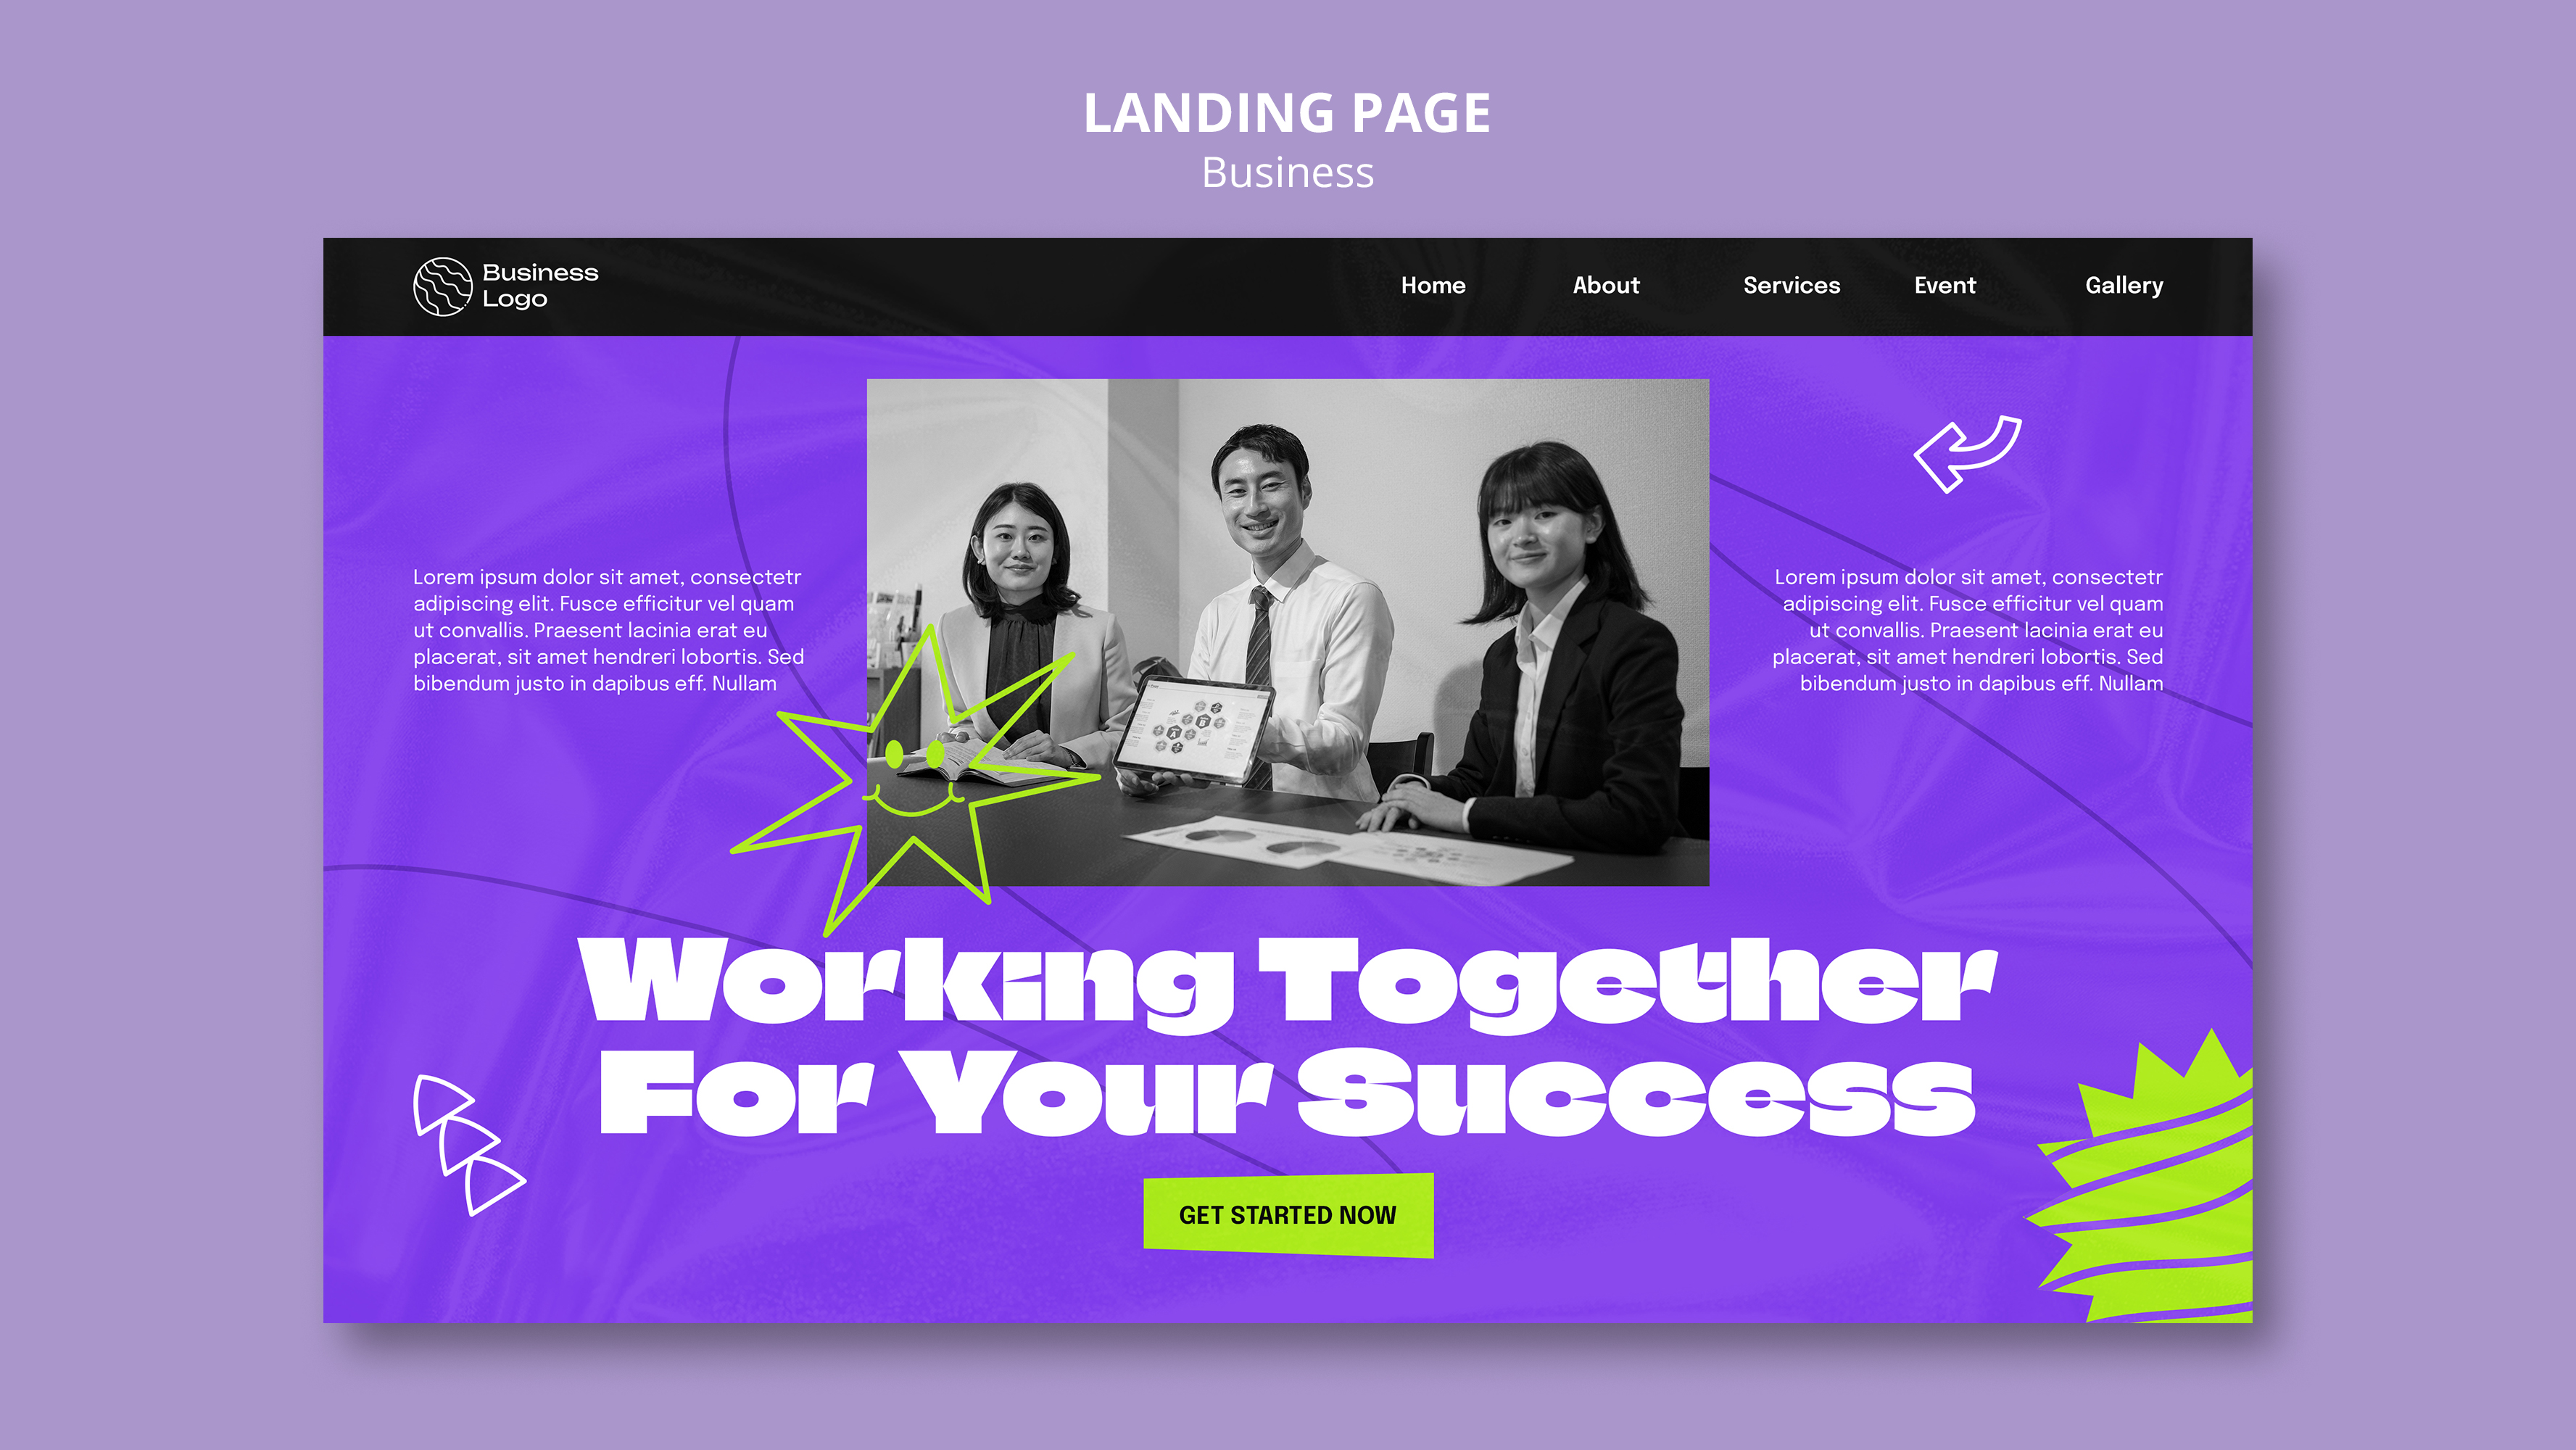 LANDING PAGE
Business
Business
Logo
Home About Services Event Gallery
Lorem ipsum dolor sit amet, consectetr
adipiscing elit. Fusce efficitur vel quam
ut convallis. Praesent lacinia erat eu
placerat, sit amet hendreri lobortis. Sed
bibendum justo in dapibus eff. Nullam
Lorem ipsum dolor sit amet, consectetr
adipiscing elit. Fusce efficitur vel quam
ut convallis. Praesent lacinia erat eu
placerat, sit amet hendreri lobortis. Sed
bibendum justo in dapibus eff. Nullam
Working Together
For Your Success
GET STARTED NOW